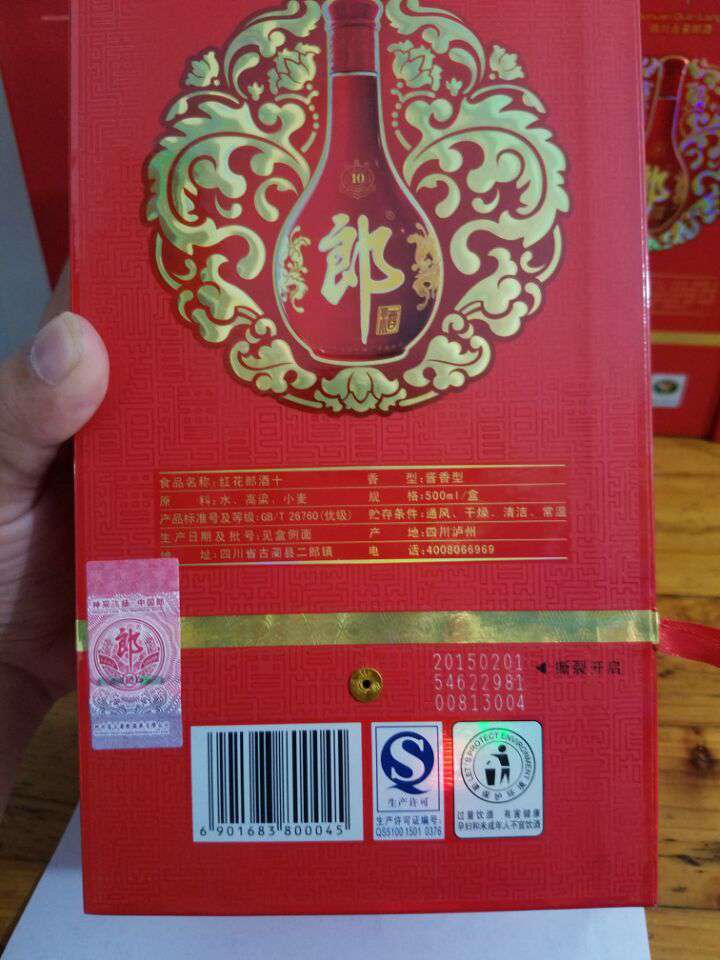 10
郎
酒
食品名称:红花郎酒十
香 型:酱香型
原 料:水、高粱、小麦
规 格:500ml/盒
产品标准号及等级:GB/T 26760(优级)
贮存条件:通风、干燥、清洁、常温
生产日期及批号:见盒侧面
产 地:四川泸州
地 址:四川省古蔺县二郎镇
电 话:4008066969
神采飞扬·中国郎
郎
20150201
54622981
00813004
◀ 撕裂开启
6 901683 800045
QS
生产许可
生产许可证编号:
QS5100 1501 0376
LET'S PROTECT ENVIRONMENT
过量饮酒 有害健康
孕妇和未成年人不宜饮酒